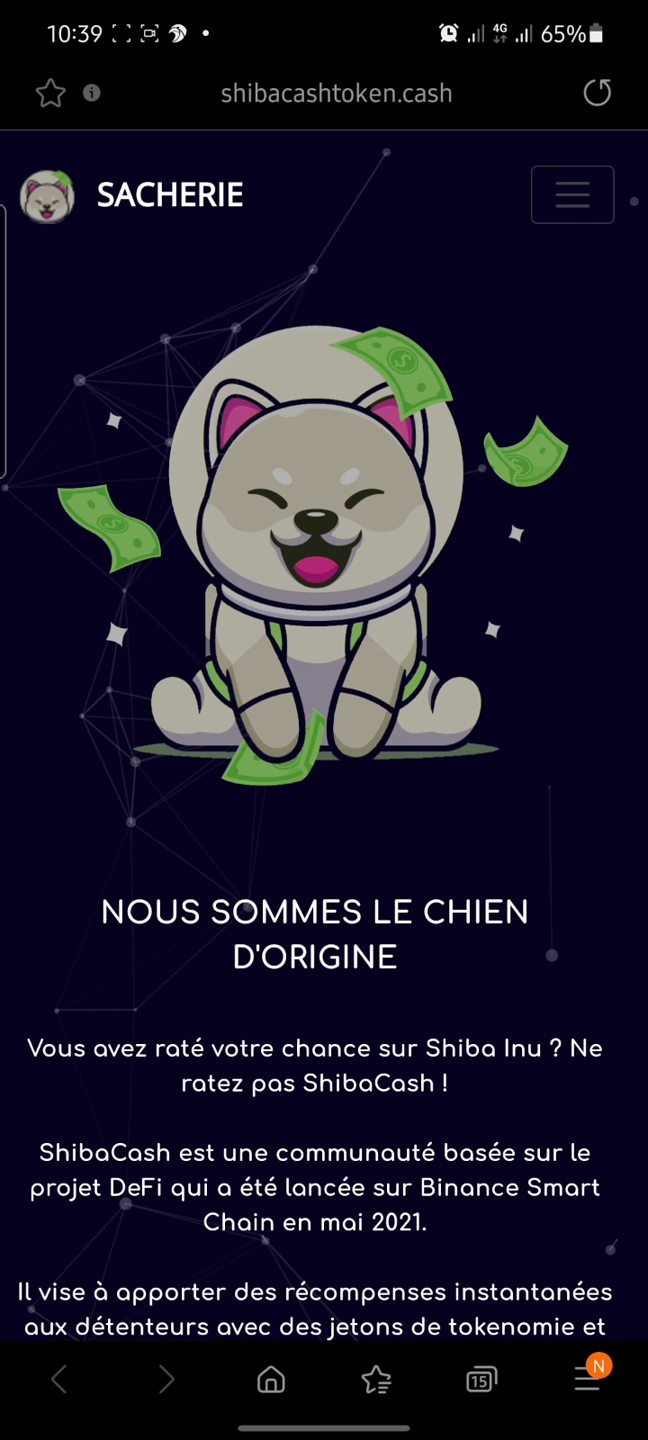 10:39
4G
65%
shibacashtoken.cash
SACHERIE
NOUS SOMMES LE CHIEN
D'ORIGINE
Vous avez raté votre chance sur Shiba Inu ? Ne
ratez pas ShibaCash !
ShibaCash est une communauté basée sur le
projet DeFi qui a été lancée sur Binance Smart
Chain en mai 2021.
Il vise à apporter des récompenses instantanées
aux détenteurs avec des jetons de tokenomie et
15
N